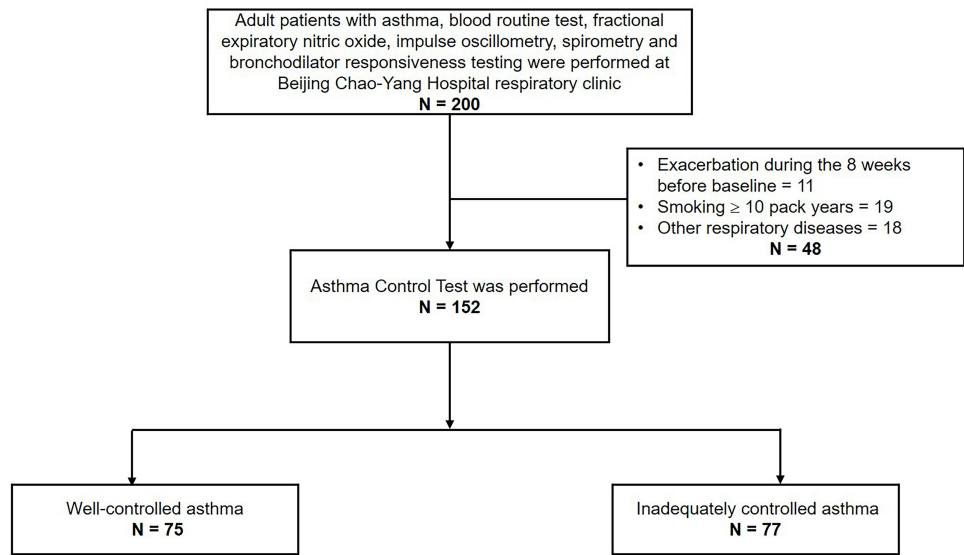 Adult patients with asthma, blood routine test, fractional
expiratory nitric oxide, impulse oscillometry, spirometry and
bronchodilator responsiveness testing were performed at
Beijing Chao-Yang Hospital respiratory clinic
N = 200
• Exacerbation during the 8 weeks
before baseline = 11
• Smoking ≥ 10 pack years = 19
• Other respiratory diseases = 18
N = 48
Asthma Control Test was performed
N = 152
Well-controlled asthma
N = 75
Inadequately controlled asthma
N = 77